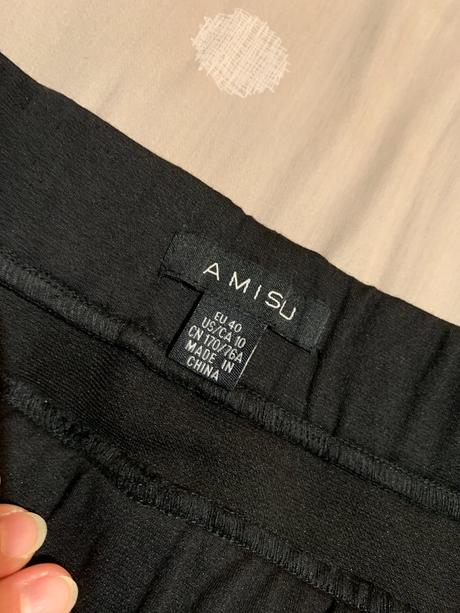 AMISU
EU 40
US/CA 10
CN 170/76A
MADE IN
CHINA